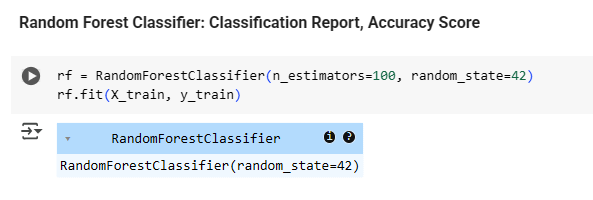 Random Forest Classifier: Classification Report, Accuracy Score
rf = RandomForestClassifier(n_estimators=100, random_state=42)
rf.fit(X_train, y_train)
RandomForestClassifier
RandomForestClassifier(random_state=42)